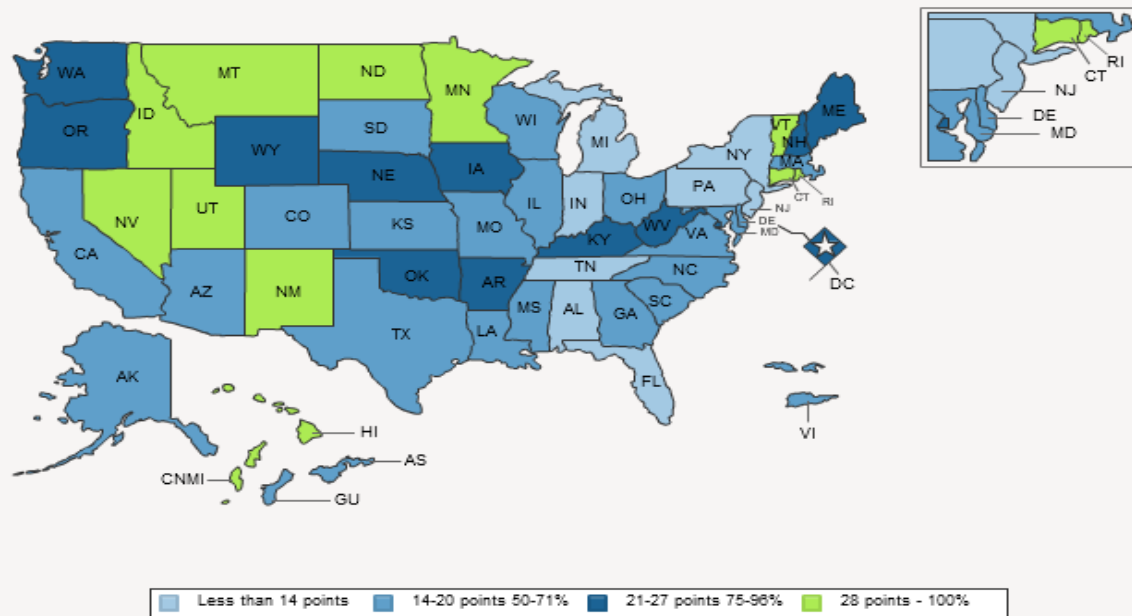 WA
MT
ND
MN
ME
OR
ID
SD
WI
VT
NH
WY
MI
NY
MA
IA
NE
PA
CT
RI
NV
UT
CO
IL
IN
OH
NJ
CA
KS
MO
WV
VA
DE
MD
KY
DC
AZ
NM
OK
AR
TN
NC
SC
TX
MS
AL
GA
LA
FL
AK
HI
CNMI
AS
GU
VI
RI
CT
NJ
DE
MD
Less than 14 points
14-20 points 50-71%
21-27 points 75-96%
28 points - 100%